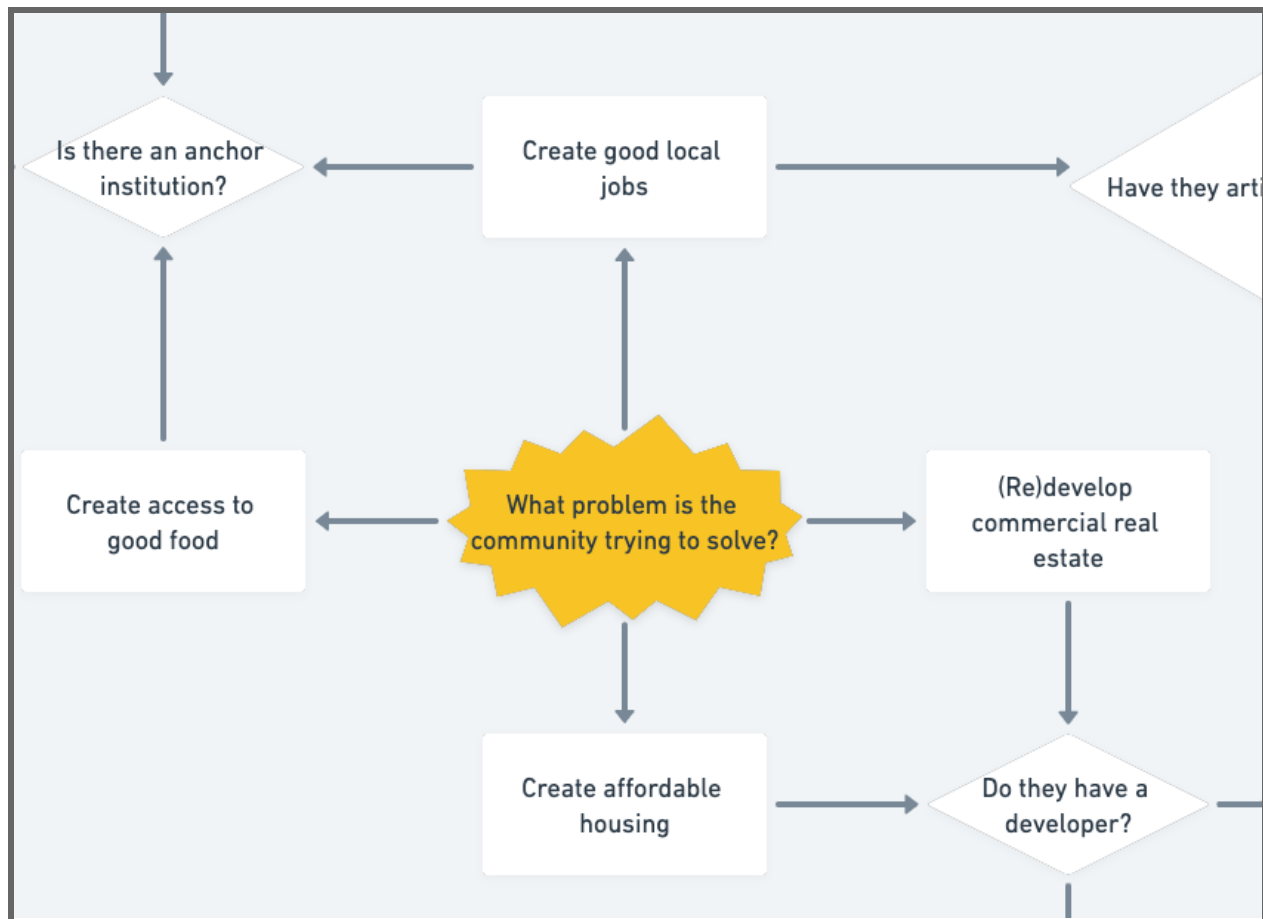 Is there an anchor
institution?
Create good local
jobs
Have they
Create access to
good food
What problem is the
community trying to solve?
(Re)develop
commercial real
estate
Create affordable
housing
Do they have a
developer?